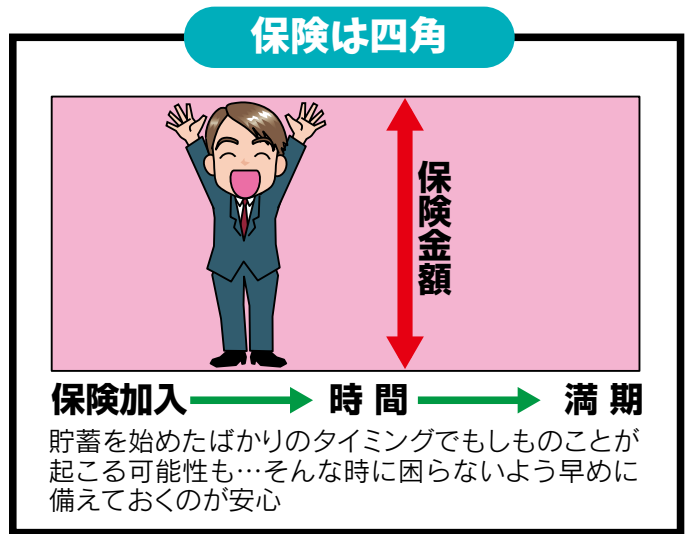 保険は四角
保険金額
保険加入 時間 満期
貯蓄を始めたばかりのタイミングでもしものことが
起こる可能性も…そんな時に困らないよう早めに
備えておくのが安心